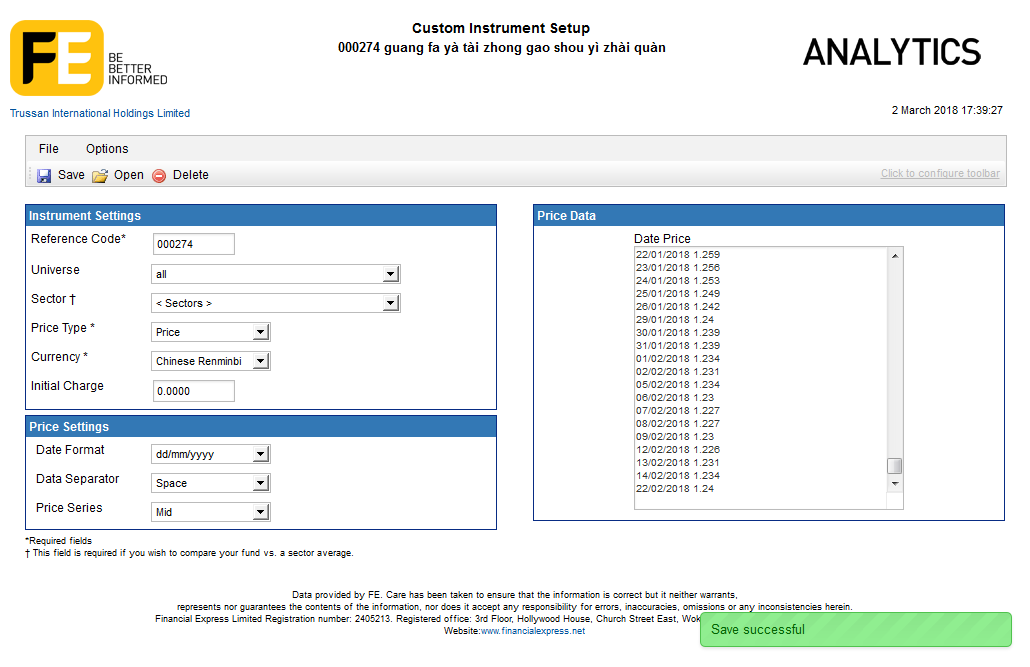 FE BE
BETTER
INFORMED
Custom Instrument Setup
000274 guang fa yà tài zhong gao shou yì zhài quàn
ANALYTICS
Trussan International Holdings Limited
2 March 2018 17:39:27
File Options
Save Open Delete
Click to configure toolbar
Instrument Settings
Reference Code* 000274
Universe all
Sector † < Sectors >
Price Type * Price
Currency * Chinese Renminbi
Initial Charge 0.0000
Price Settings
Date Format dd/mm/yyyy
Data Separator Space
Price Series Mid
*Required fields
† This field is required if you wish to compare your fund vs. a sector average.
Price Data
Date Price
22/01/2018 1.259
23/01/2018 1.256
24/01/2018 1.253
25/01/2018 1.249
26/01/2018 1.242
29/01/2018 1.24
30/01/2018 1.239
31/01/2018 1.239
01/02/2018 1.234
02/02/2018 1.231
05/02/2018 1.234
06/02/2018 1.23
07/02/2018 1.227
08/02/2018 1.227
09/02/2018 1.23
12/02/2018 1.226
13/02/2018 1.231
14/02/2018 1.234
22/02/2018 1.24
Data provided by FE. Care has been taken to ensure that the information is correct but it neither warrants,
represents nor guarantees the contents of the information, nor does it accept any responsibility for errors, inaccuracies, omissions or any inconsistencies herein.
Financial Express Limited Registration number: 2405213. Registered office: 3rd Floor, Hollywood House, Church Street East,
Website:www.financialexpress.net
Save successful